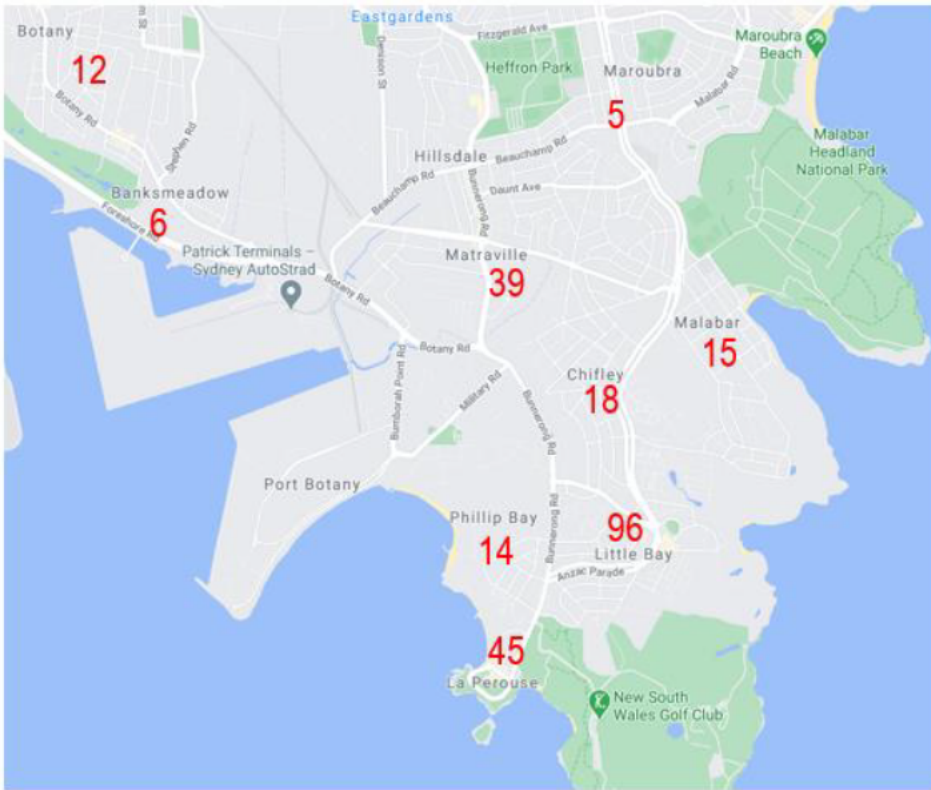 Eastgardens
Botany
12
Fitzgerald Ave
Maroubra
Beach
Denison St
Heffron Park
Maroubra
5
Malabar Rd
Botany Rd
Stephen Rd
Malabar
Headland
National Park
Hillsdale
Beauchamp Rd
Beauchamp Rd
Bunnerong Rd
Daunt Ave
Banksmeadow
6
Foreshore Rd
Patrick Terminals –
Sydney AutoStrad
Matraville
39
Botany Rd
Malabar
15
Botany Rd
Bumborah Point Rd
Military Rd
Chifley
18
Bunnerong Rd
Port Botany
Phillip Bay
14
Bunnerong Rd
96
Little Bay
Anzac Parade
45
La Perouse
New South
Wales Golf Club